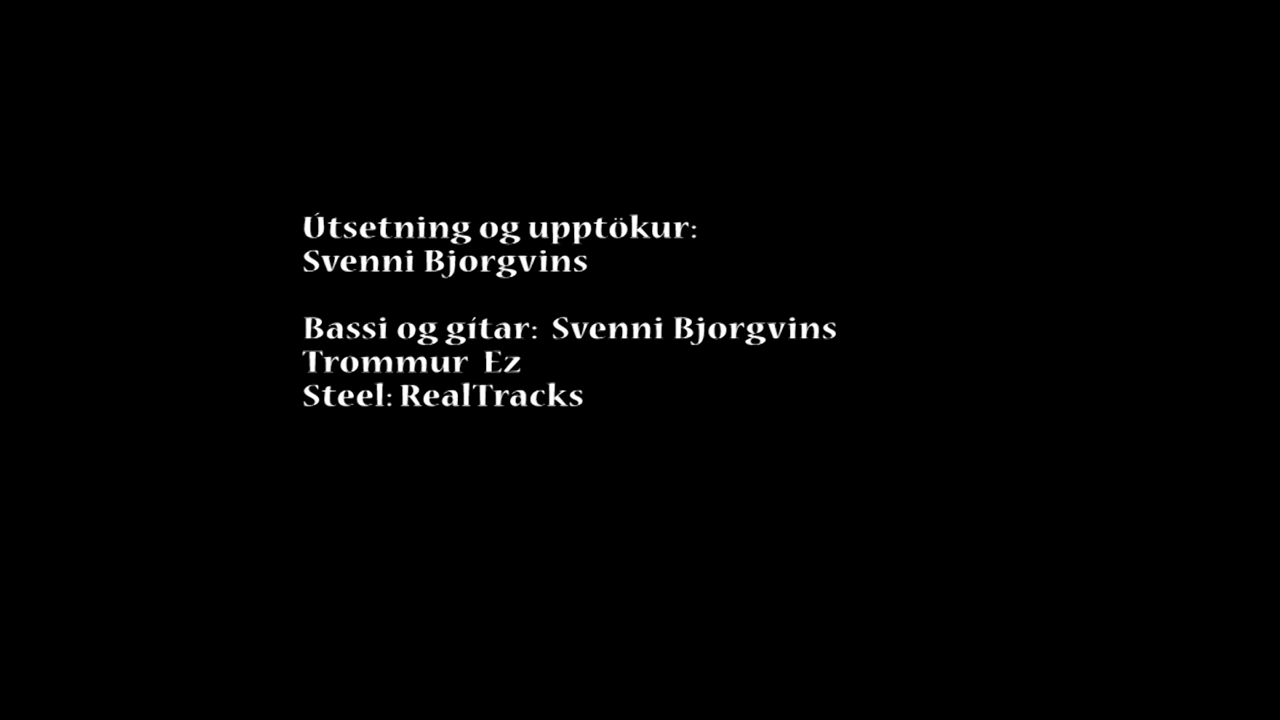 Útsetning og upptökur:
Svenni Bjorgvins
Bassi og gítar: Svenni Bjorgvins
Trommur Ez
Steel: RealTracks